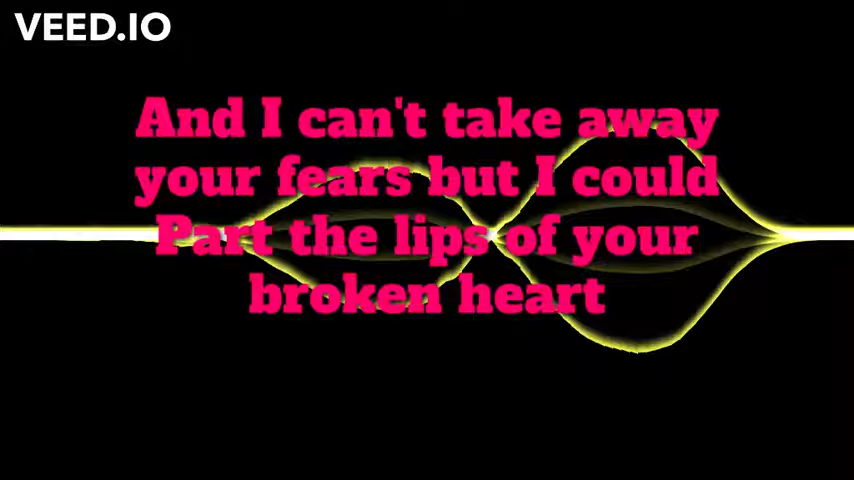 VEED.IO
And I can't take away
your fears but I could
Part the lips of your
broken heart